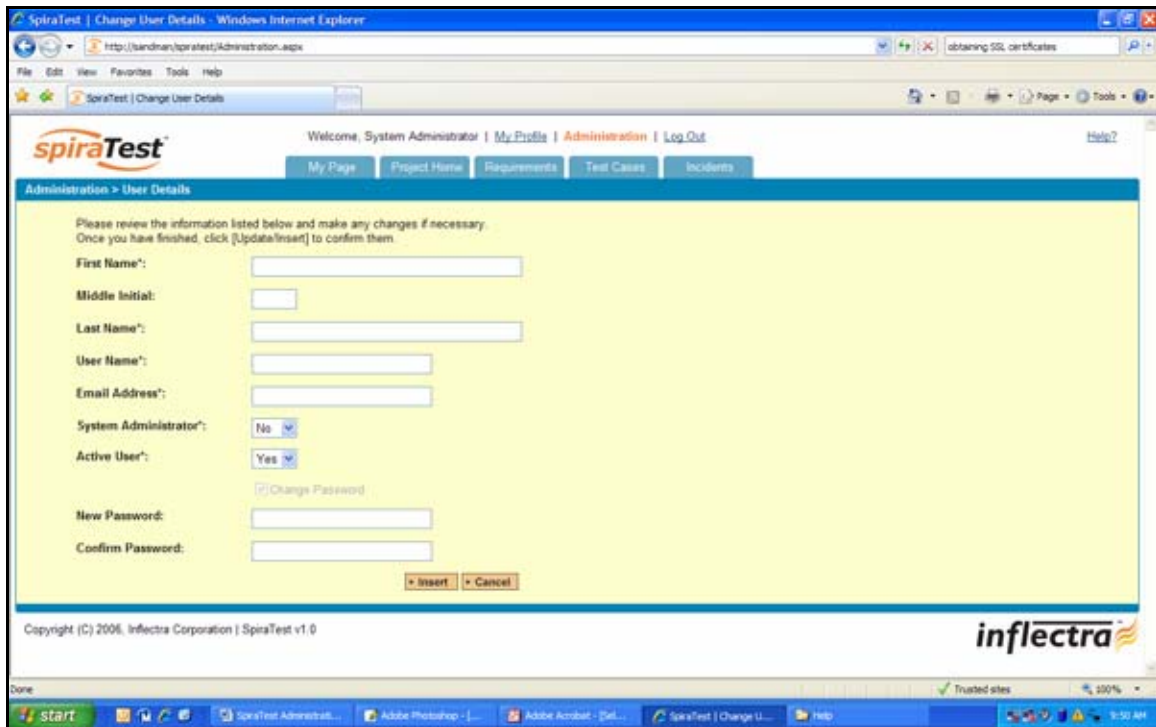 SpiraTest | Change User Details - Windows Internet Explorer
http://sandman/spiratest/Administration.aspx
obtaining SSL certificates
File Edit View Favorites Tools Help
SpiraTest | Change User Details
Page Tools
spiraTest
Welcome, System Administrator | My Profile | Administration | Log Out
Help?
My Page Project Home Requirements Test Cases Incidents
Administration > User Details
Please review the information listed below and make any changes if necessary.
Once you have finished, click [Update/Insert] to confirm them.
First Name*:
Middle Initial:
Last Name*:
User Name*:
Email Address*:
System Administrator*: No
Active User*: Yes
Change Password
New Password:
Confirm Password:
Insert Cancel
Copyright (C) 2006, Inflectra Corporation | SpiraTest v1.0
inflectra
Done
Trusted sites
100%
start
SpiraTest Administrati...
Adobe Photoshop - [...
Adobe Acrobat - [Sel...
SpiraTest | Change U...
Help
9:50 AM